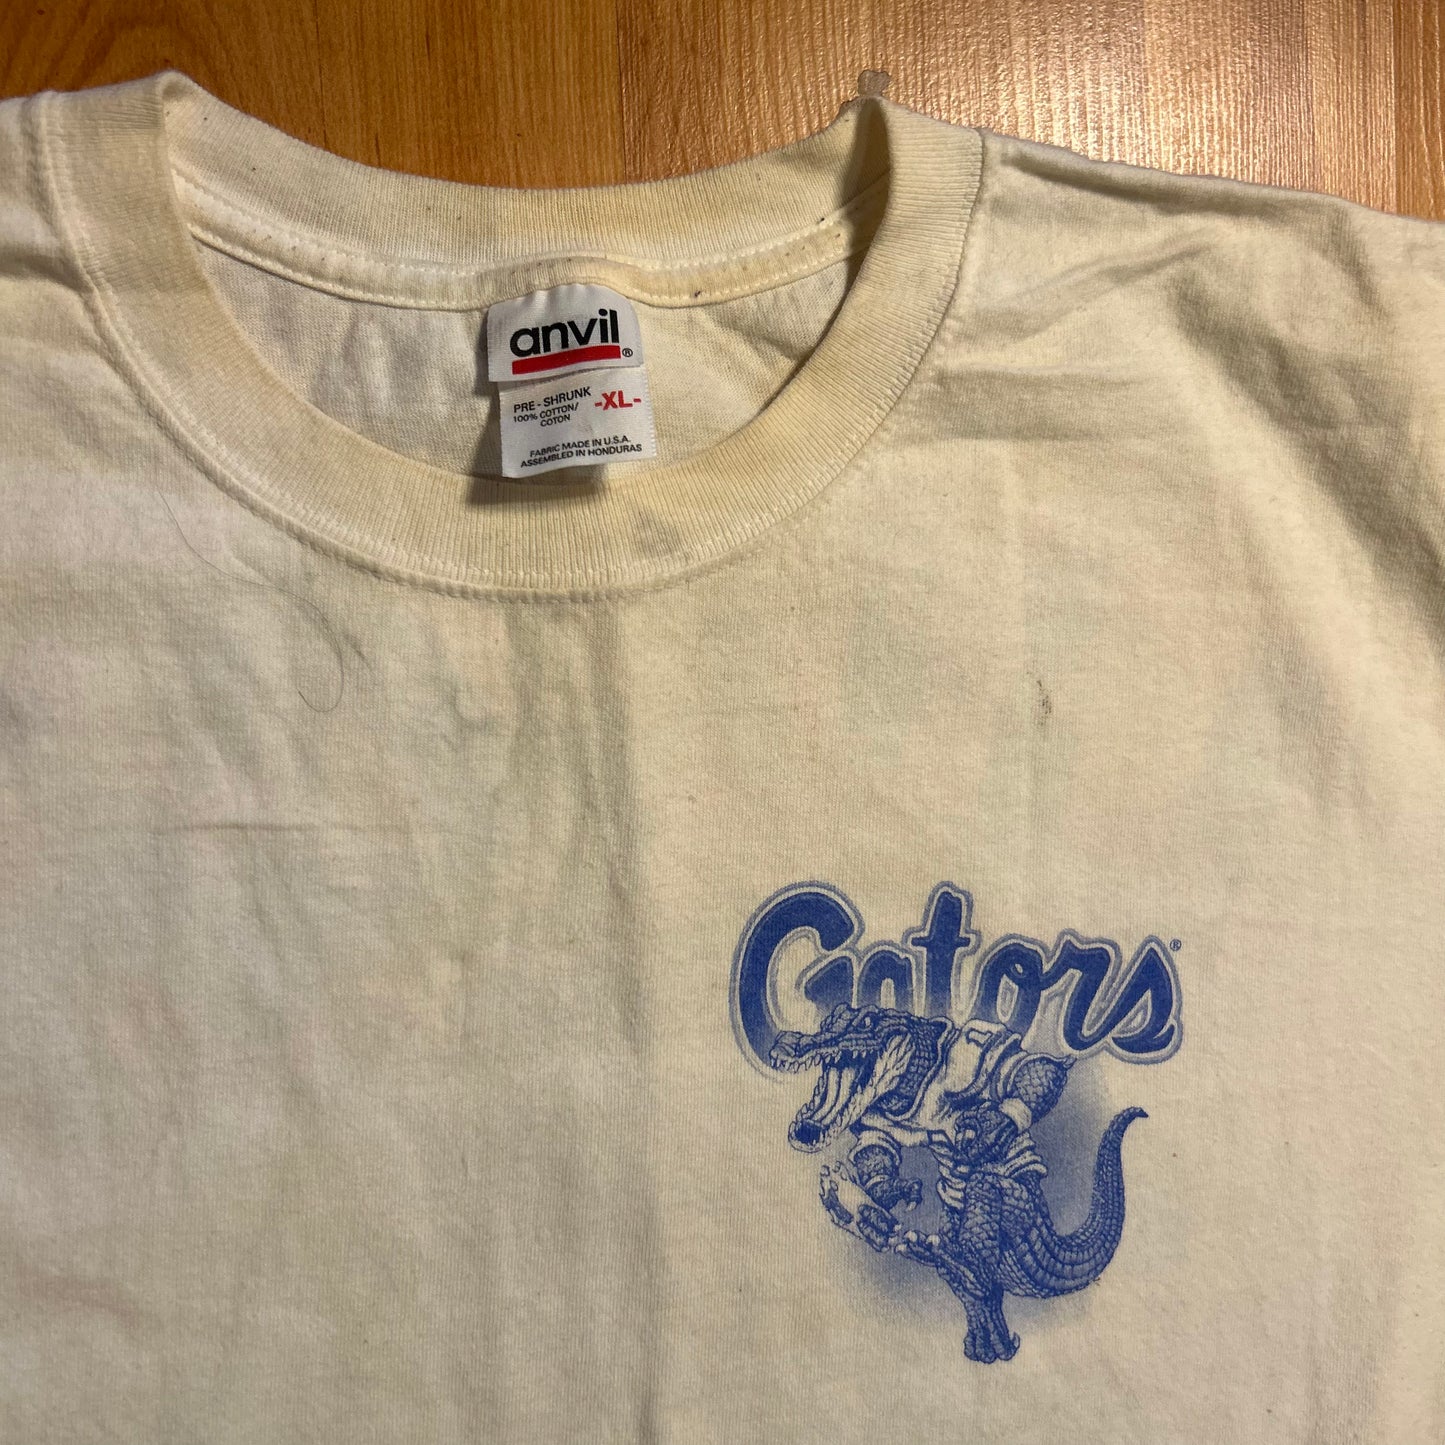 anvil®
PRE-SHRUNK
100% COTTON/
COTON
-XL-
FABRIC MADE IN U.S.A.
ASSEMBLED IN HONDURAS
Gators®